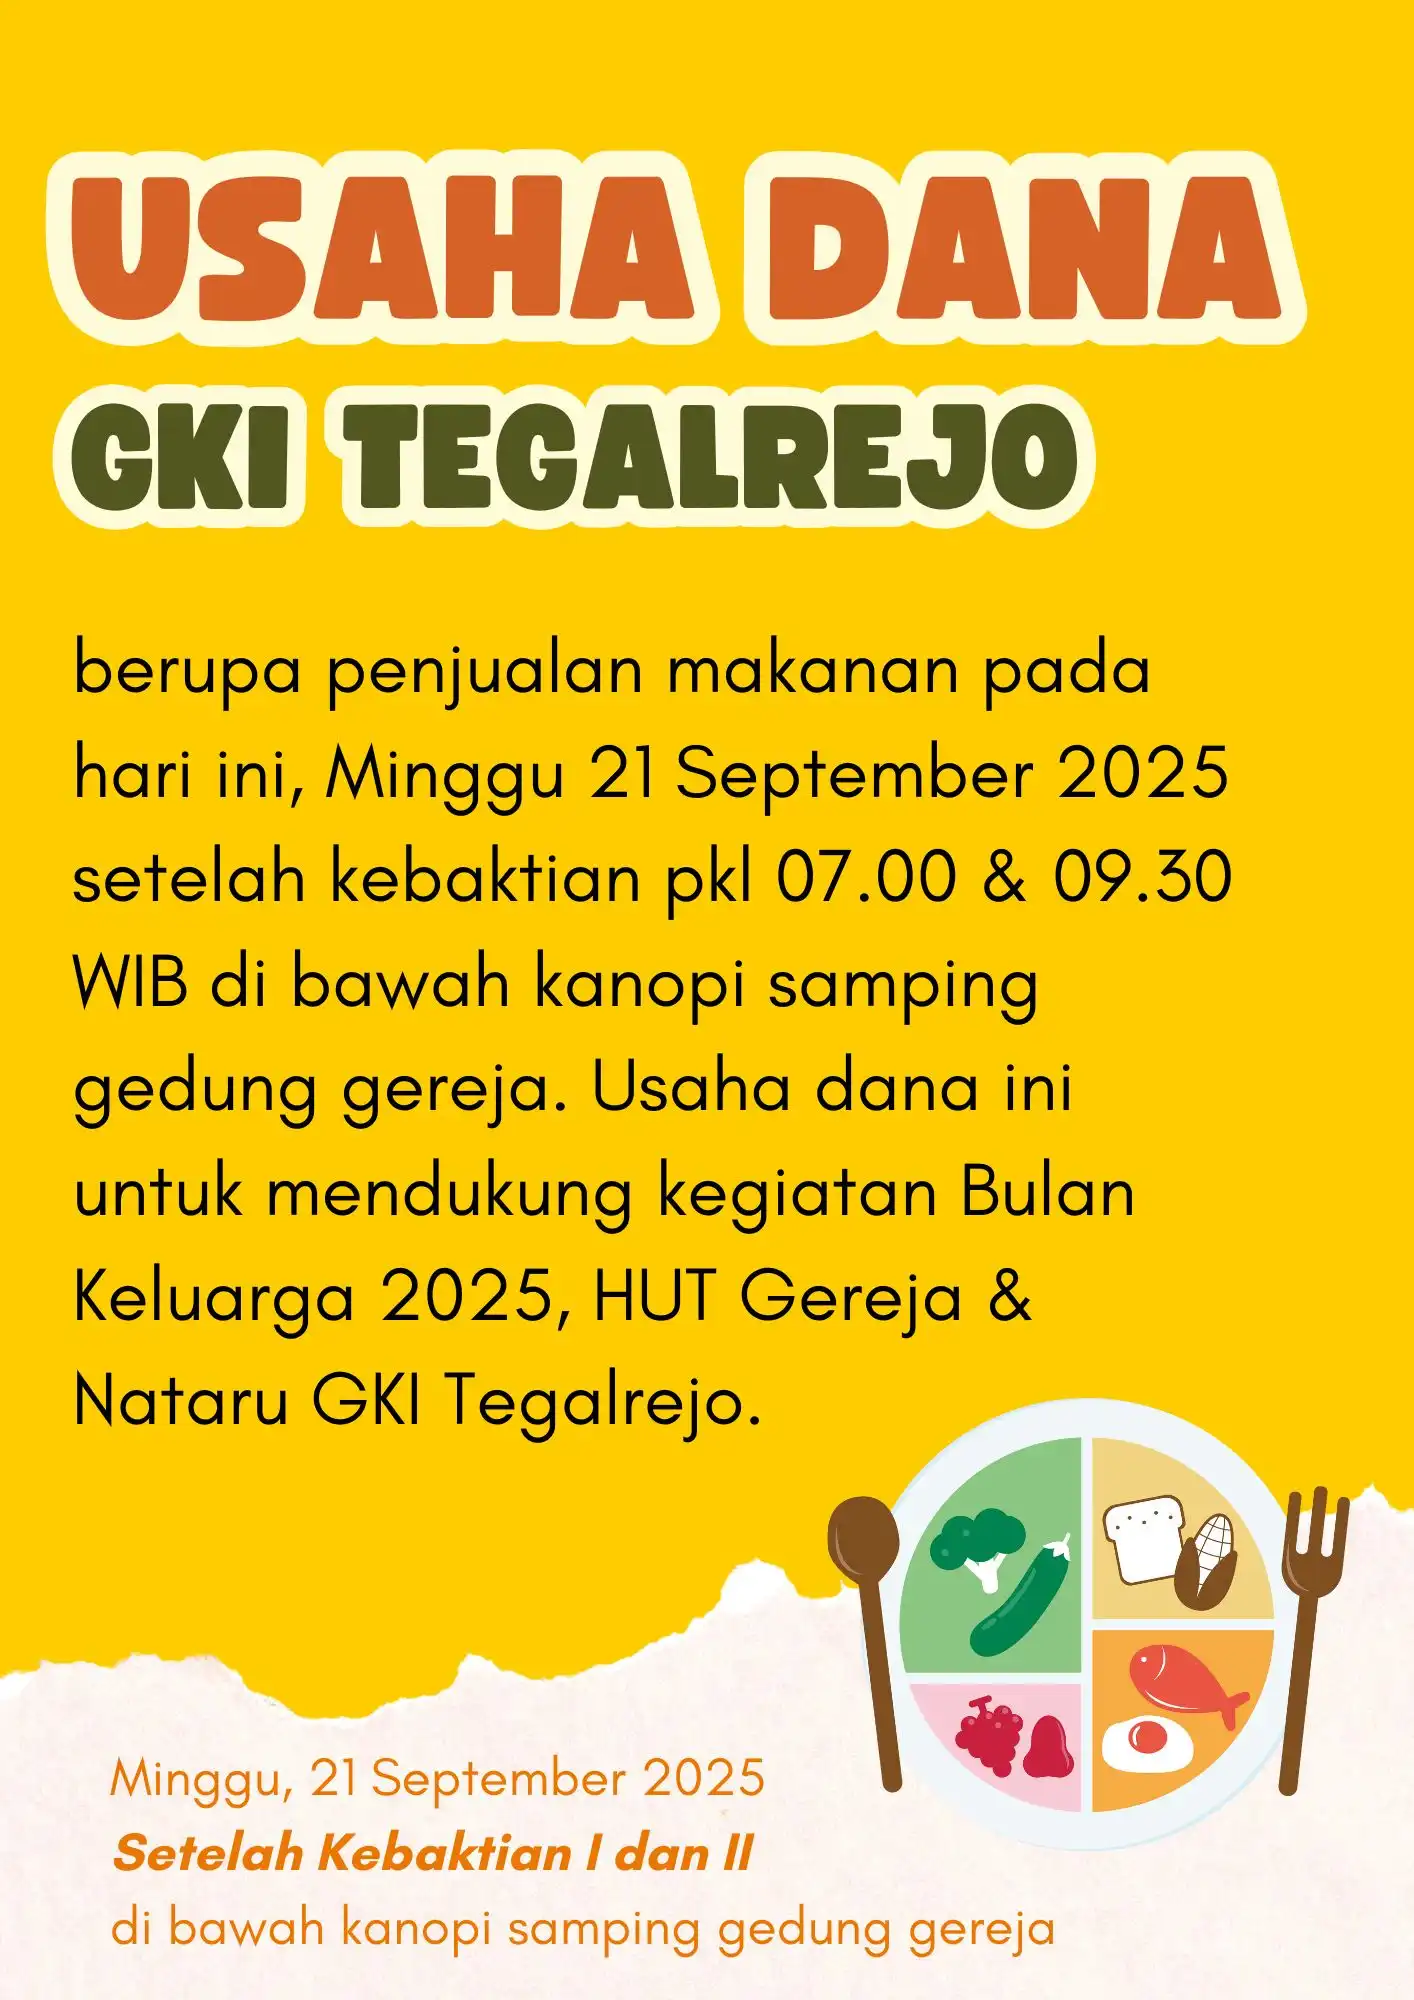 USAHA DANA
GKI TEGALREJO
berupa penjualan makanan pada
hari ini, Minggu 21 September 2025
setelah kebaktian pkl 07.00 & 09.30
WIB di bawah kanopi samping
gedung gereja. Usaha dana ini
untuk mendukung kegiatan Bulan
Keluarga 2025, HUT Gereja &
Nataru GKI Tegalrejo.
Minggu, 21 September 2025
Setelah Kebaktian I dan II
di bawah kanopi samping gedung gereja